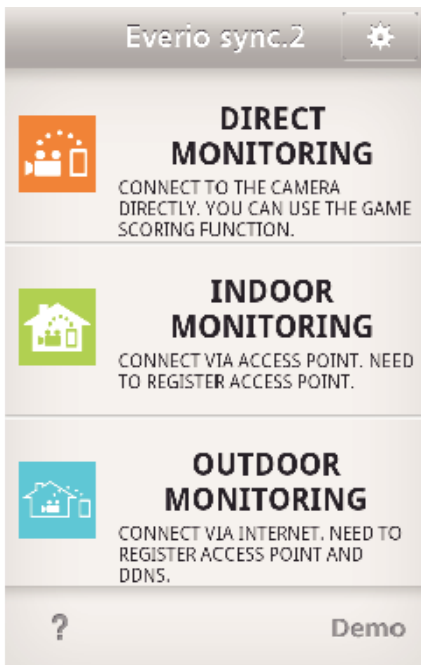 Everio sync.2
DIRECT
MONITORING
CONNECT TO THE CAMERA
DIRECTLY. YOU CAN USE THE GAME
SCORING FUNCTION.
INDOOR
MONITORING
CONNECT VIA ACCESS POINT. NEED
TO REGISTER ACCESS POINT.
OUTDOOR
MONITORING
CONNECT VIA INTERNET. NEED TO
REGISTER ACCESS POINT AND
DDNS.
? Demo